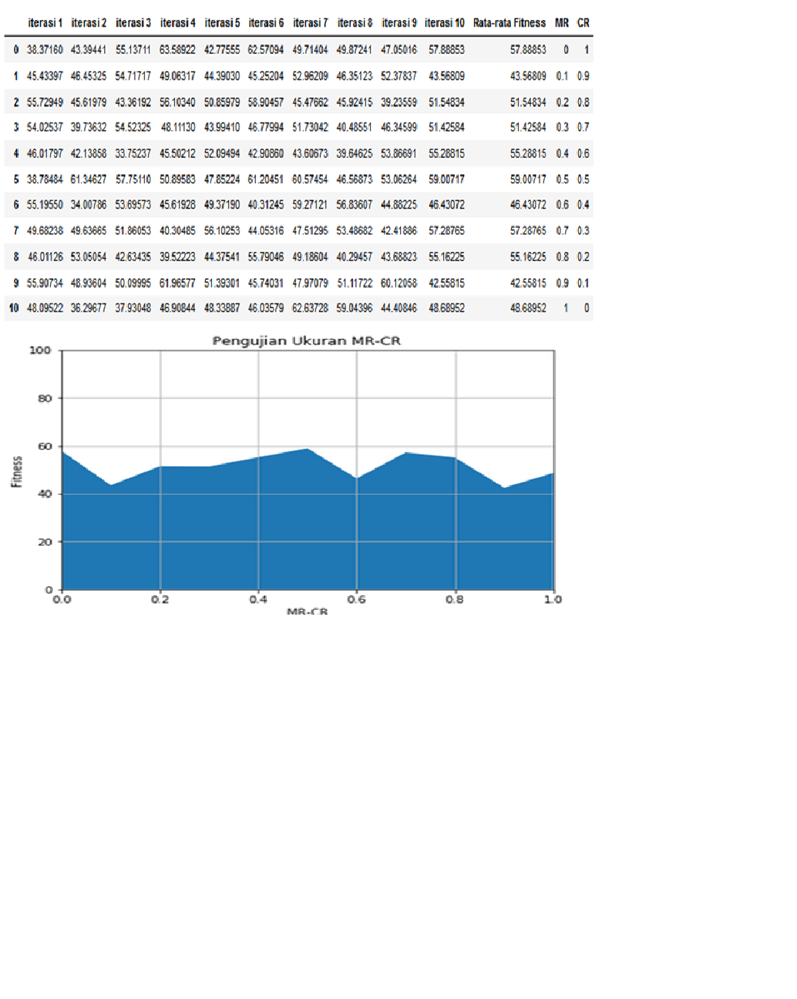 iterasi 1 iterasi 2 iterasi 3 iterasi 4 iterasi 5 iterasi 6 iterasi 7 iterasi 8 iterasi 9 iterasi 10 Rata-rata Fitness MR CR
0 38.37160 43.39441 55.13711 63.58922 42.77555 62.57094 49.71404 49.87241 47.05016 57.88853 57.88853 0 1
1 45.43397 46.45325 54.71717 49.06317 44.39030 45.25204 52.96209 46.35123 52.37837 43.56809 43.56809 0.1 0.9
2 55.72949 45.61979 43.36192 56.10340 50.85979 58.90457 45.47662 45.92415 39.23559 51.54834 51.54834 0.2 0.8
3 54.02537 39.73632 54.52325 48.11130 43.99410 46.77994 51.73042 40.48551 46.34599 51.42584 51.42584 0.3 0.7
4 46.01797 42.13858 33.75237 45.50212 52.09494 42.90860 43.60673 39.64625 53.86691 55.28815 55.28815 0.4 0.6
5 38.78484 61.34627 57.75110 50.89583 47.85224 61.20451 60.57454 46.56873 53.06264 59.00717 59.00717 0.5 0.5
6 55.19550 34.00786 53.69573 45.61928 49.37190 40.31245 59.27121 56.83607 44.88225 46.43072 46.43072 0.6 0.4
7 49.68238 49.63665 51.86053 40.30485 56.10253 44.05316 47.51295 53.48682 42.41886 57.28765 57.28765 0.7 0.3
8 46.01126 53.05054 42.63435 39.52223 44.37541 55.79046 49.18604 40.29457 43.68823 55.16225 55.16225 0.8 0.2
9 55.90734 48.93604 50.09995 61.96577 51.39301 45.74031 47.97079 51.11722 60.12058 42.55815 42.55815 0.9 0.1
10 48.09522 36.29677 37.93048 46.90844 48.33887 46.03579 62.63728 59.04396 44.40846 48.68952 48.68952 1 0
Pengujian Ukuran MR-CR
100
80
60
40
20
0
Fitness
0.0 0.2 0.4 0.6 0.8 1.0
MR-CR